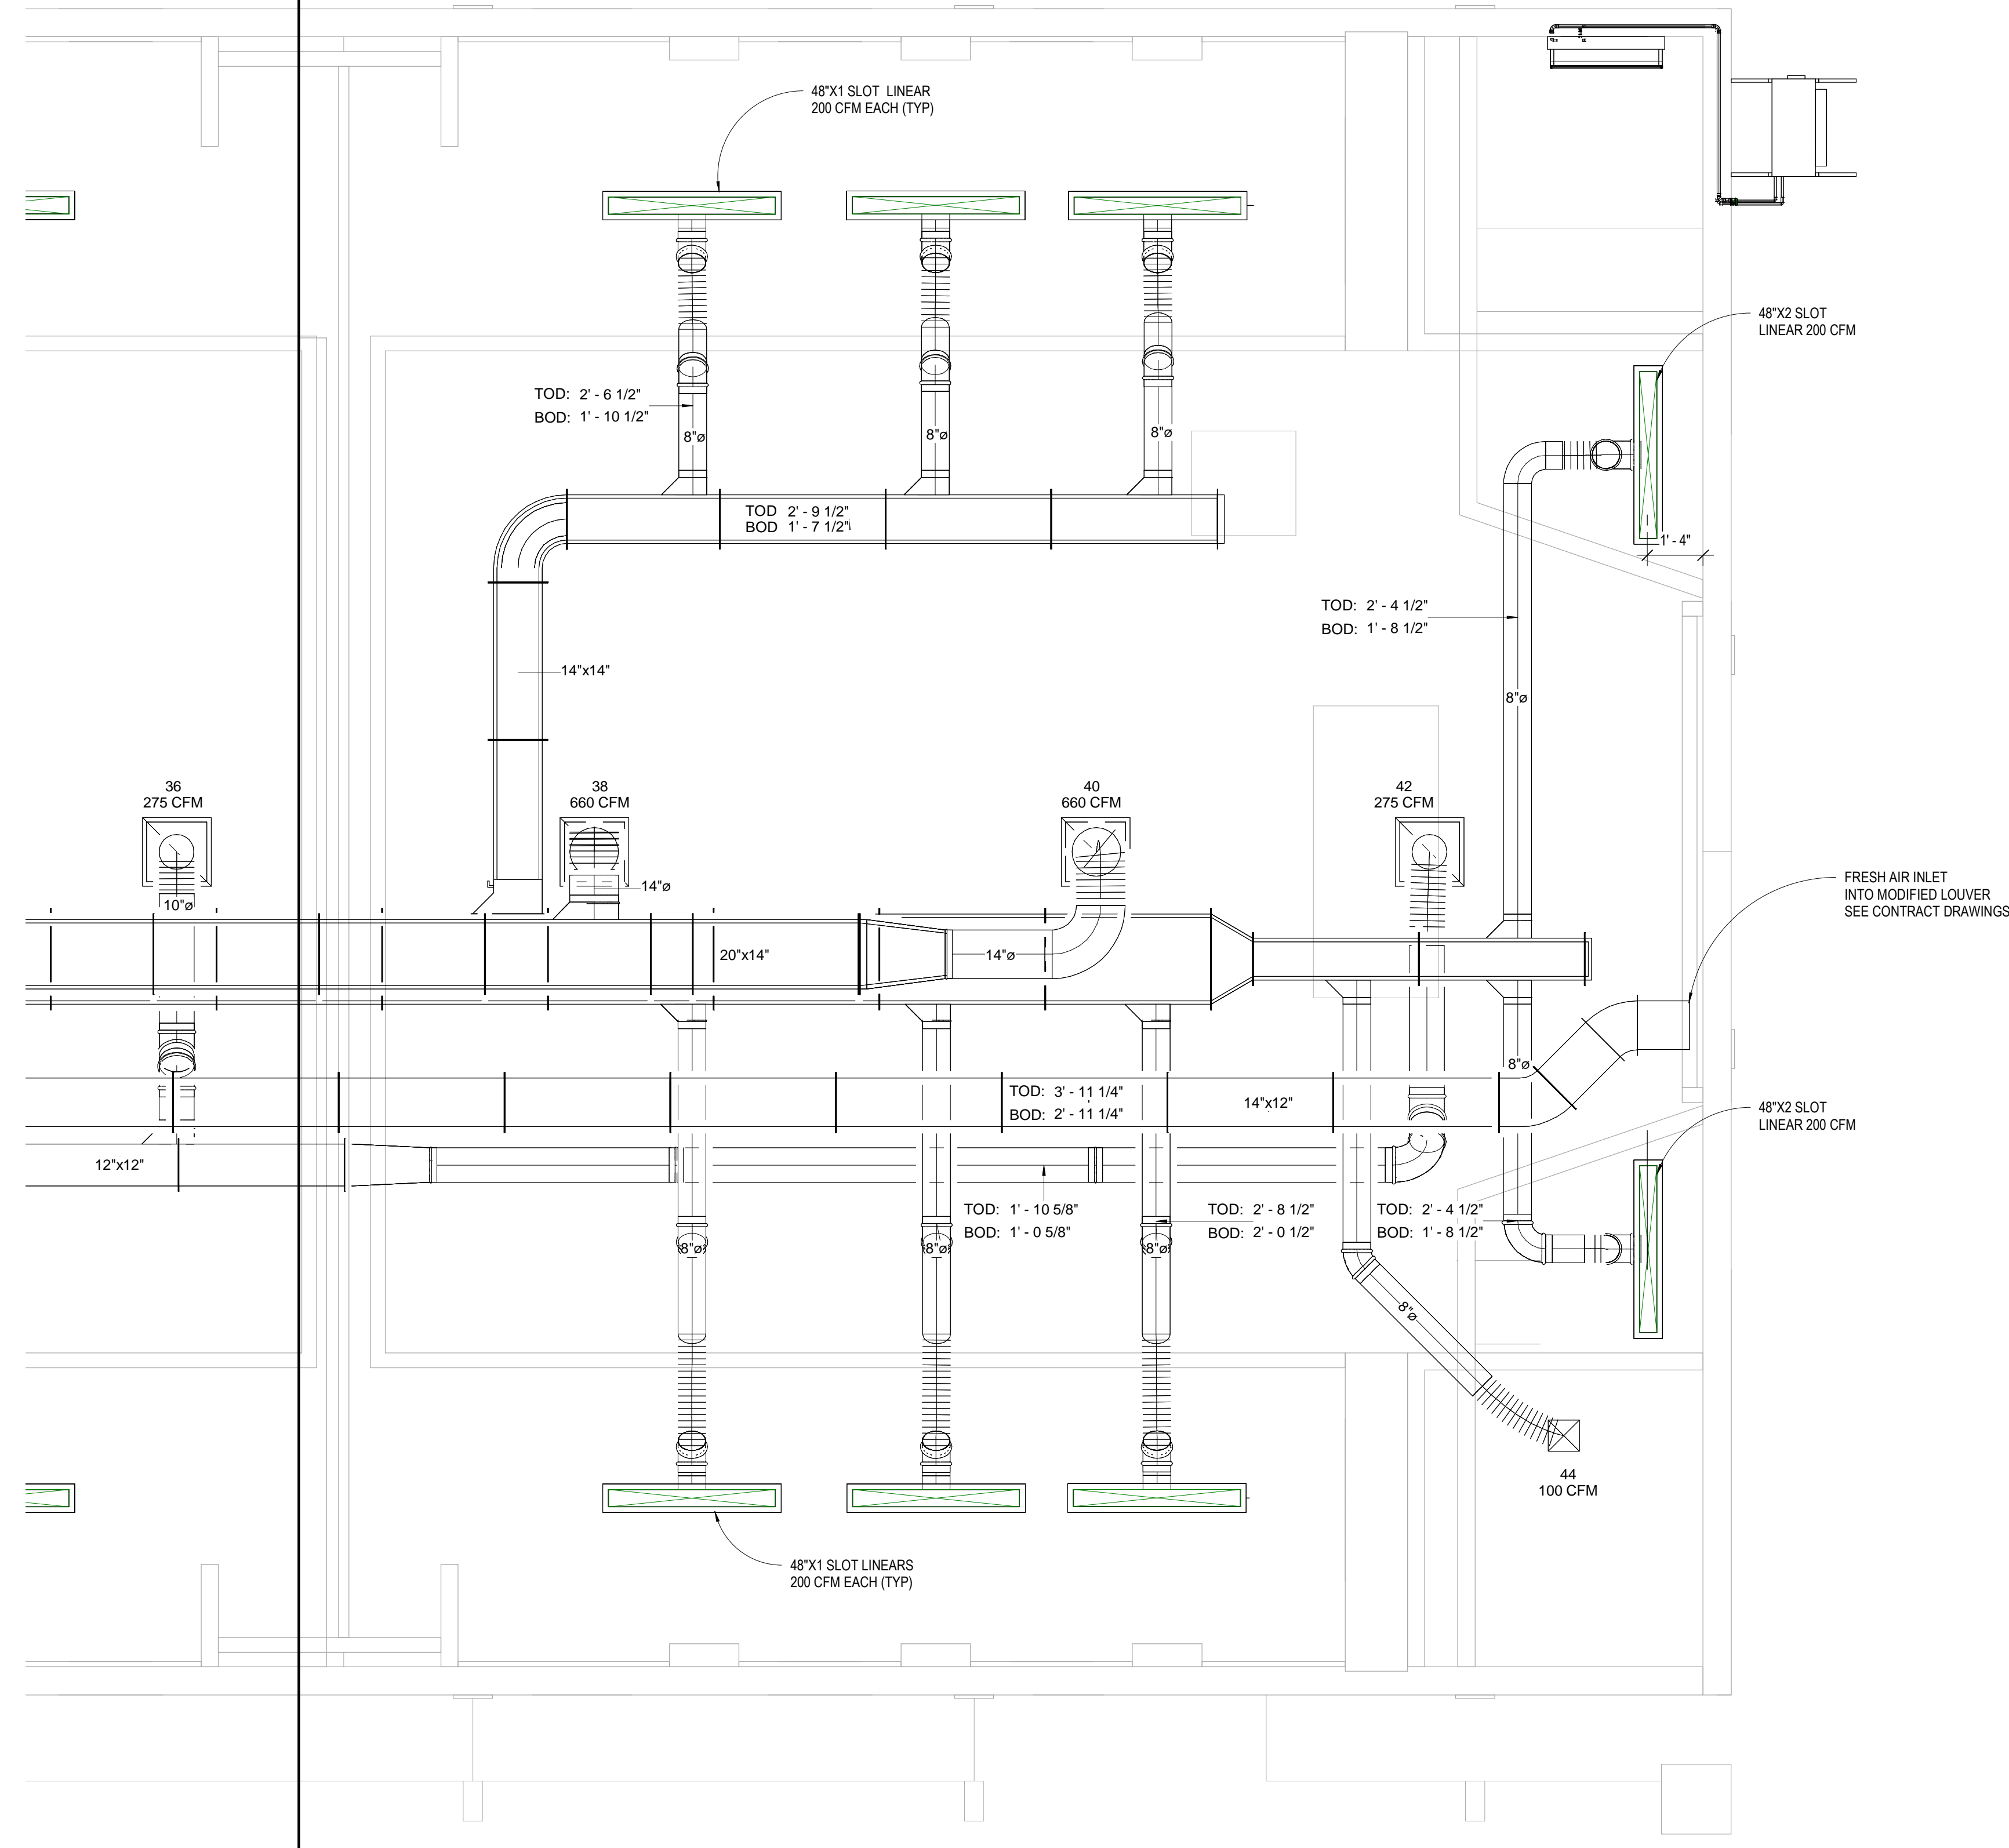 48"X1 SLOT LINEAR
200 CFM EACH (TYP)
48"X2 SLOT
LINEAR 200 CFM
TOD: 2' - 6 1/2"
BOD: 1' - 10 1/2"
8"ø
8"ø
8"ø
TOD 2' - 9 1/2"
BOD 1' - 7 1/2"
1' - 4"
TOD: 2' - 4 1/2"
BOD: 1' - 8 1/2"
14"x14"
8"ø
36
275 CFM
38
660 CFM
40
660 CFM
42
275 CFM
14"ø
10"ø
FRESH AIR INLET
INTO MODIFIED LOUVER
SEE CONTRACT DRAWINGS
20"x14"
14"ø
8"ø
TOD: 3' - 11 1/4"
BOD: 2' - 11 1/4"
14"x12"
48"X2 SLOT
LINEAR 200 CFM
12"x12"
TOD: 1' - 10 5/8"
BOD: 1' - 0 5/8"
TOD: 2' - 8 1/2"
BOD: 2' - 0 1/2"
TOD: 2' - 4 1/2"
BOD: 1' - 8 1/2"
8"ø
8"ø
8"ø
8"ø
44
100 CFM
48"X1 SLOT LINEARS
200 CFM EACH (TYP)